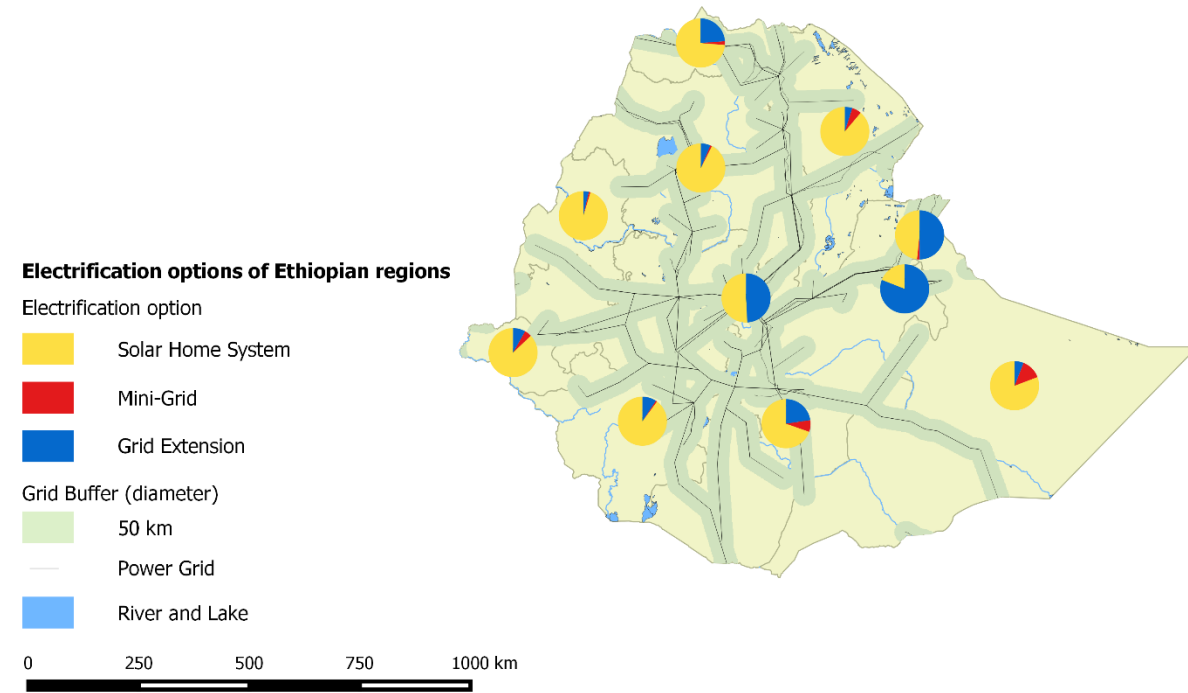 Electrification options of Ethiopian regions
Electrification option
Solar Home System
Mini-Grid
Grid Extension
Grid Buffer (diameter)
50 km
Power Grid
River and Lake
0 250 500 750 1000 km